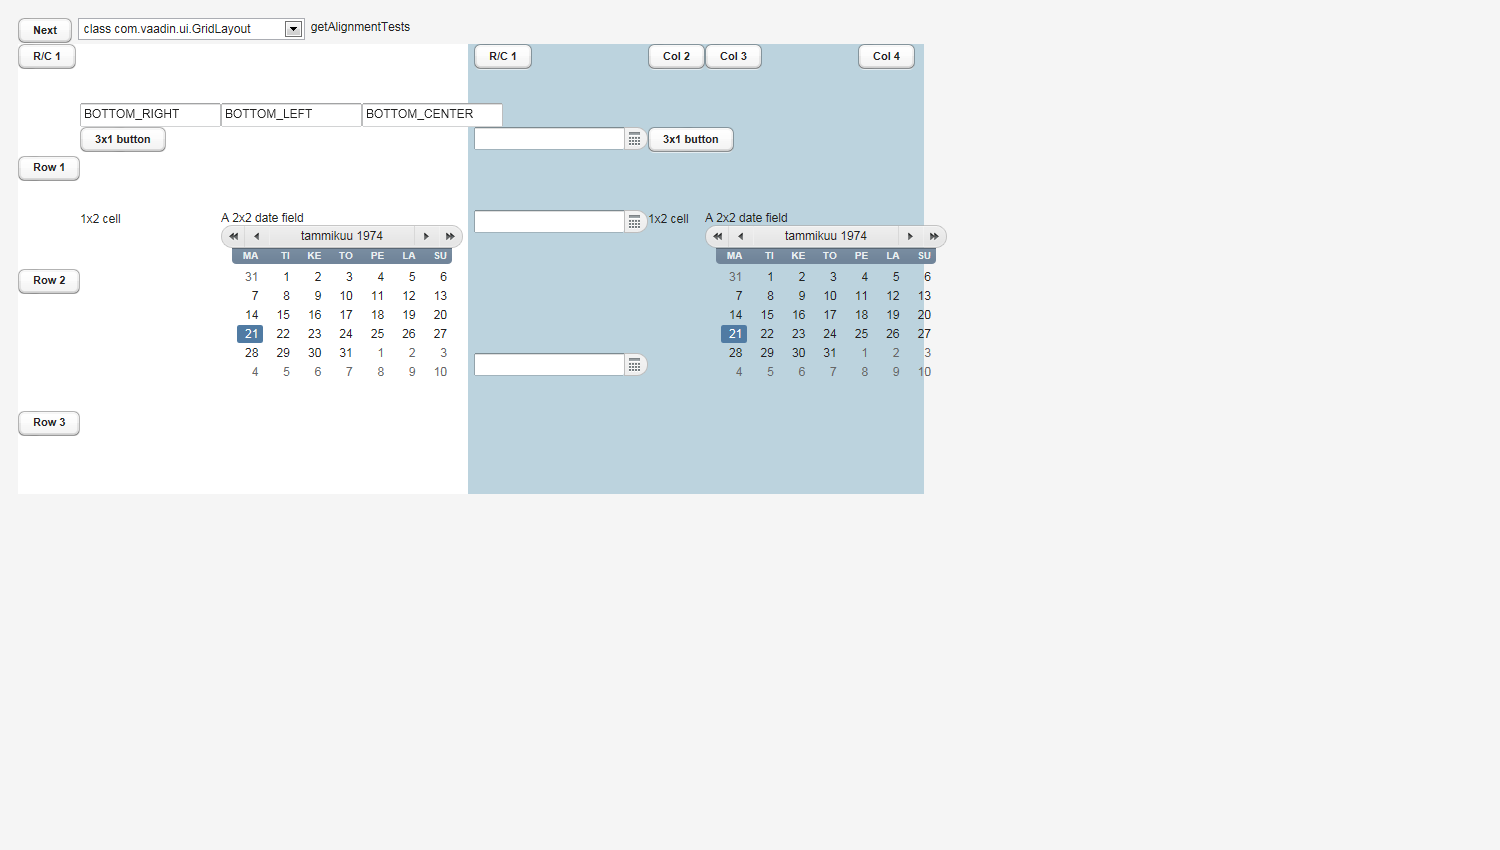 Next class com.vaadin.ui.GridLayout getAlignmentTests
R/C 1 R/C 1 Col 2 Col 3 Col 4
BOTTOM_RIGHT BOTTOM_LEFT BOTTOM_CENTER
3x1 button 3x1 button
Row 1
1x2 cell A 2x2 date field 1x2 cell A 2x2 date field
tammikuu 1974 tammikuu 1974
MA TI KE TO PE LA SU MA TI KE TO PE LA SU
31 1 2 3 4 5 6 31 1 2 3 4 5 6
Row 2
7 8 9 10 11 12 13 7 8 9 10 11 12 13
14 15 16 17 18 19 20 14 15 16 17 18 19 20
21 22 23 24 25 26 27 21 22 23 24 25 26 27
28 29 30 31 1 2 3 28 29 30 31 1 2 3
4 5 6 7 8 9 10 4 5 6 7 8 9 10
Row 3